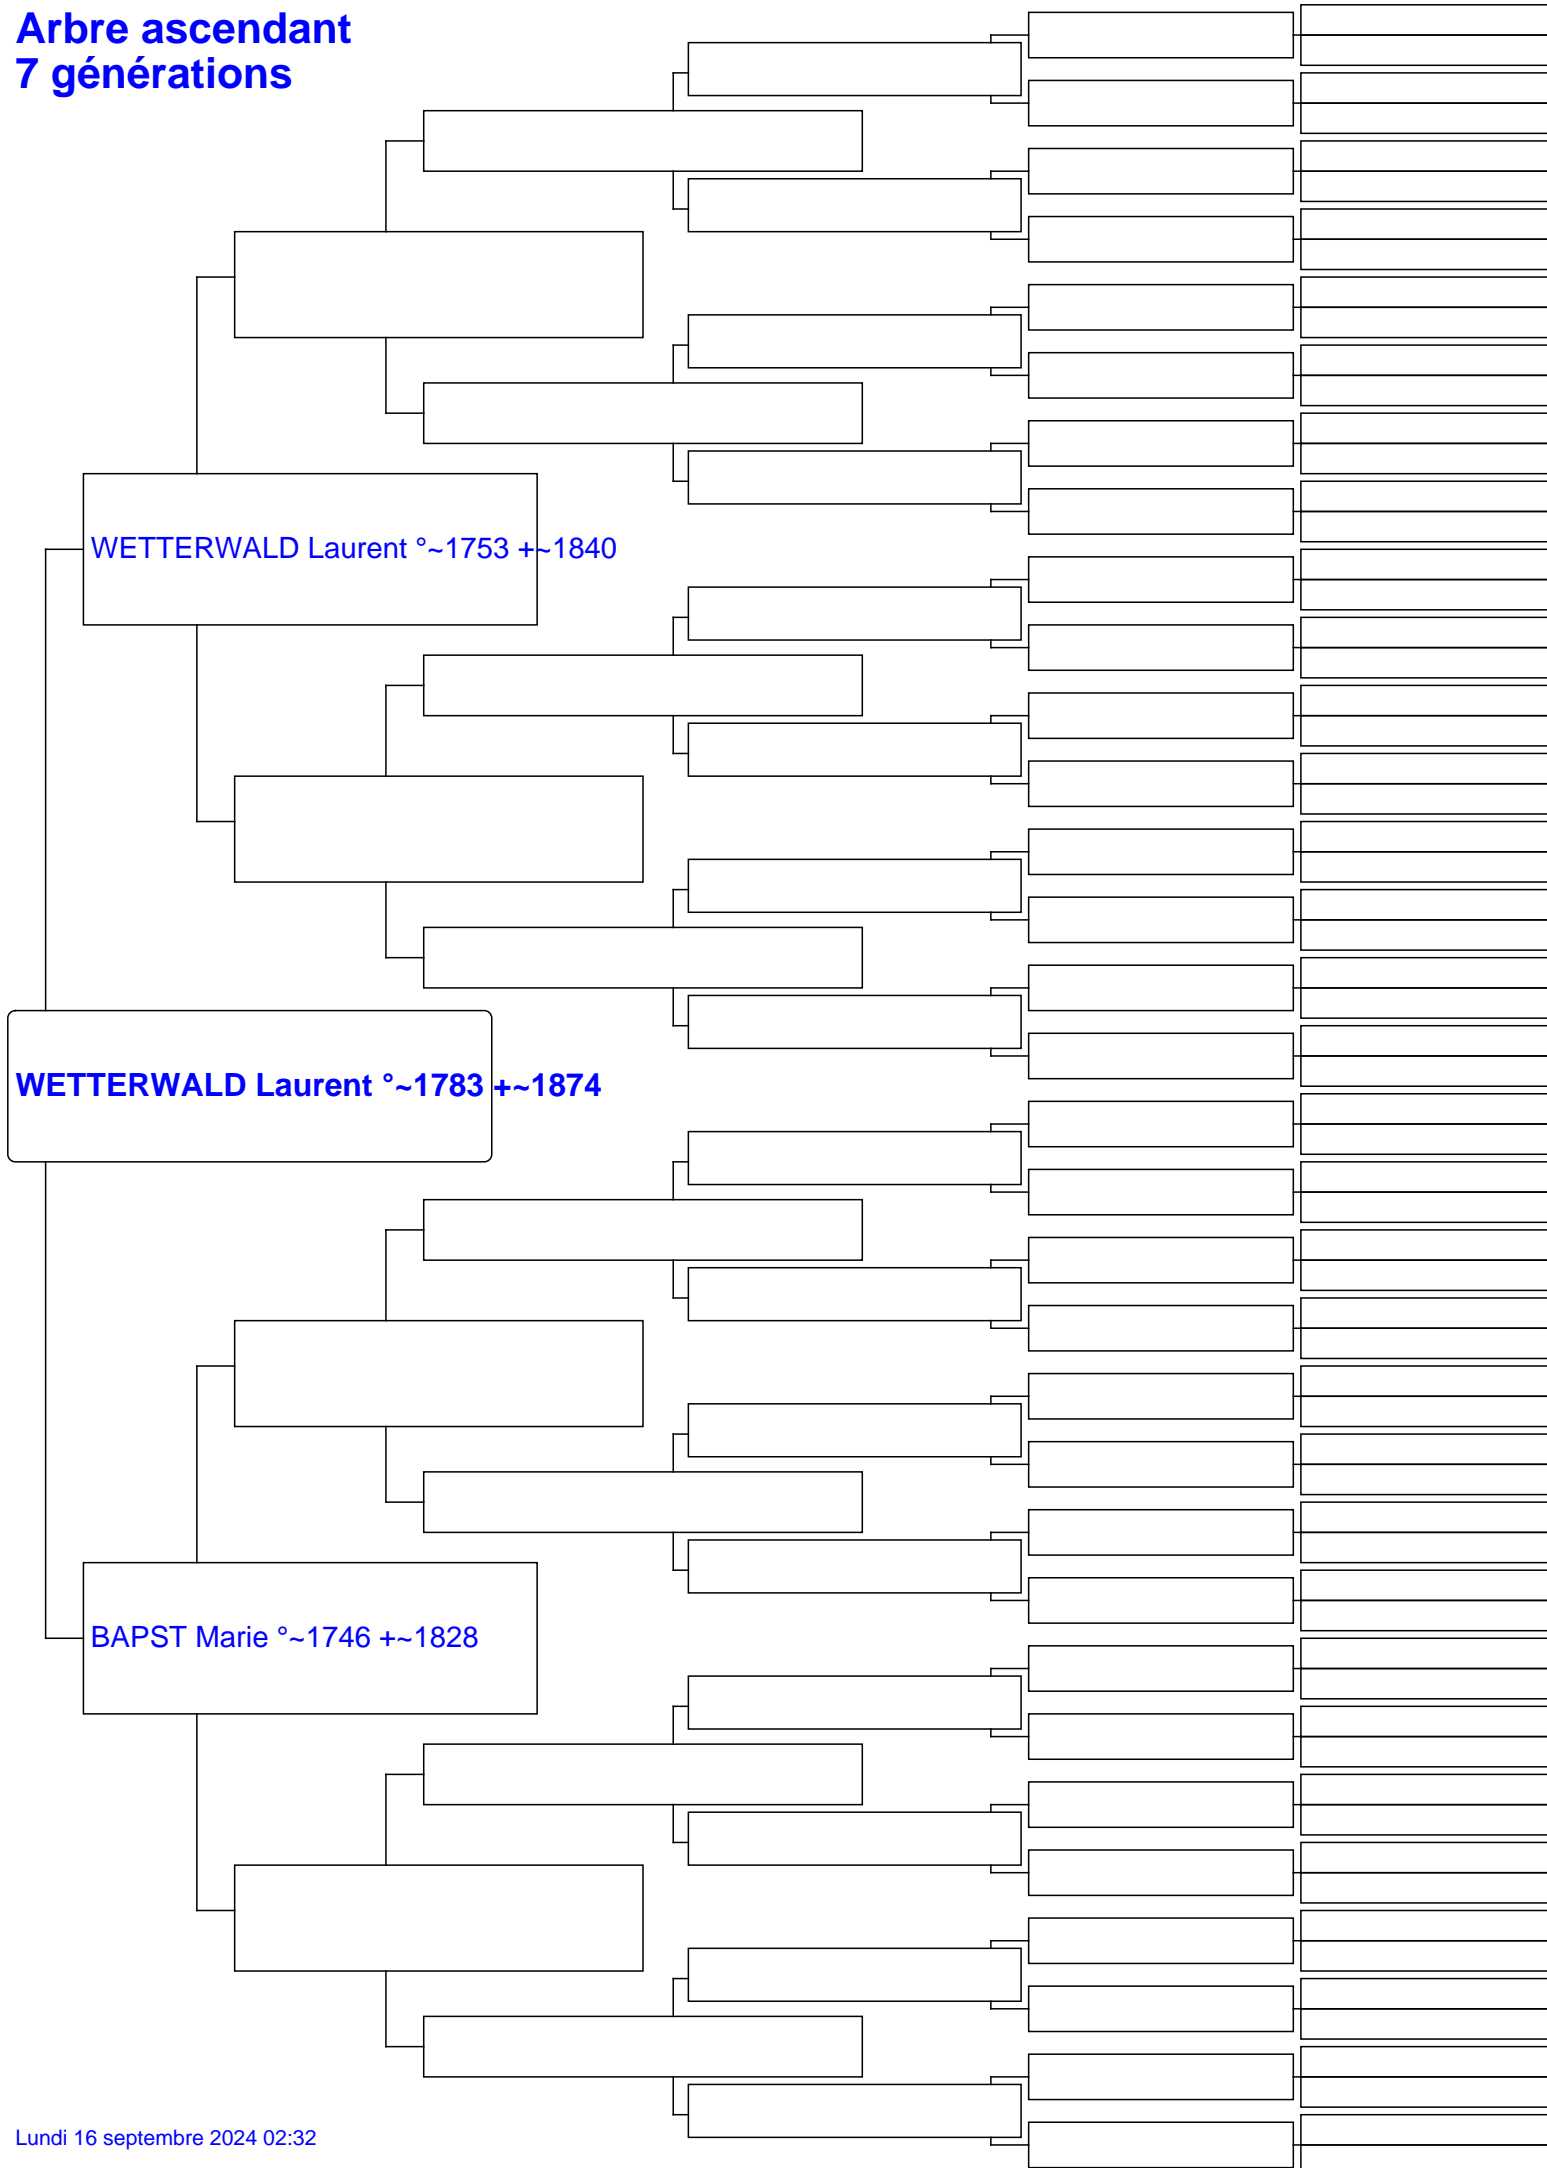 Arbre ascendant
7 générations
WETTERWALD Laurent °~1753 +~1840
WETTERWALD Laurent °~1783 +~1874
BAPST Marie °~1746 +~1828
Lundi 16 septembre 2024 02:32